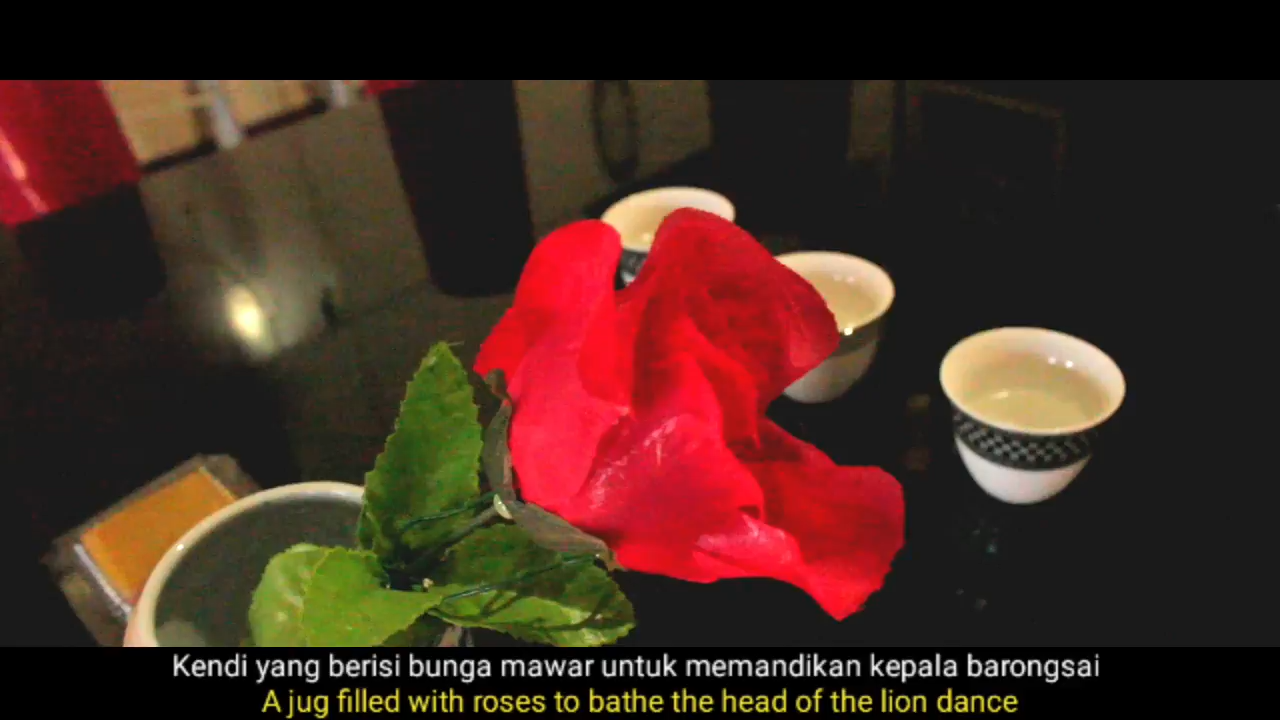 Kendi yang berisi bunga mawar untuk memandikan kepala barongsai
A jug filled with roses to bathe the head of the lion dance